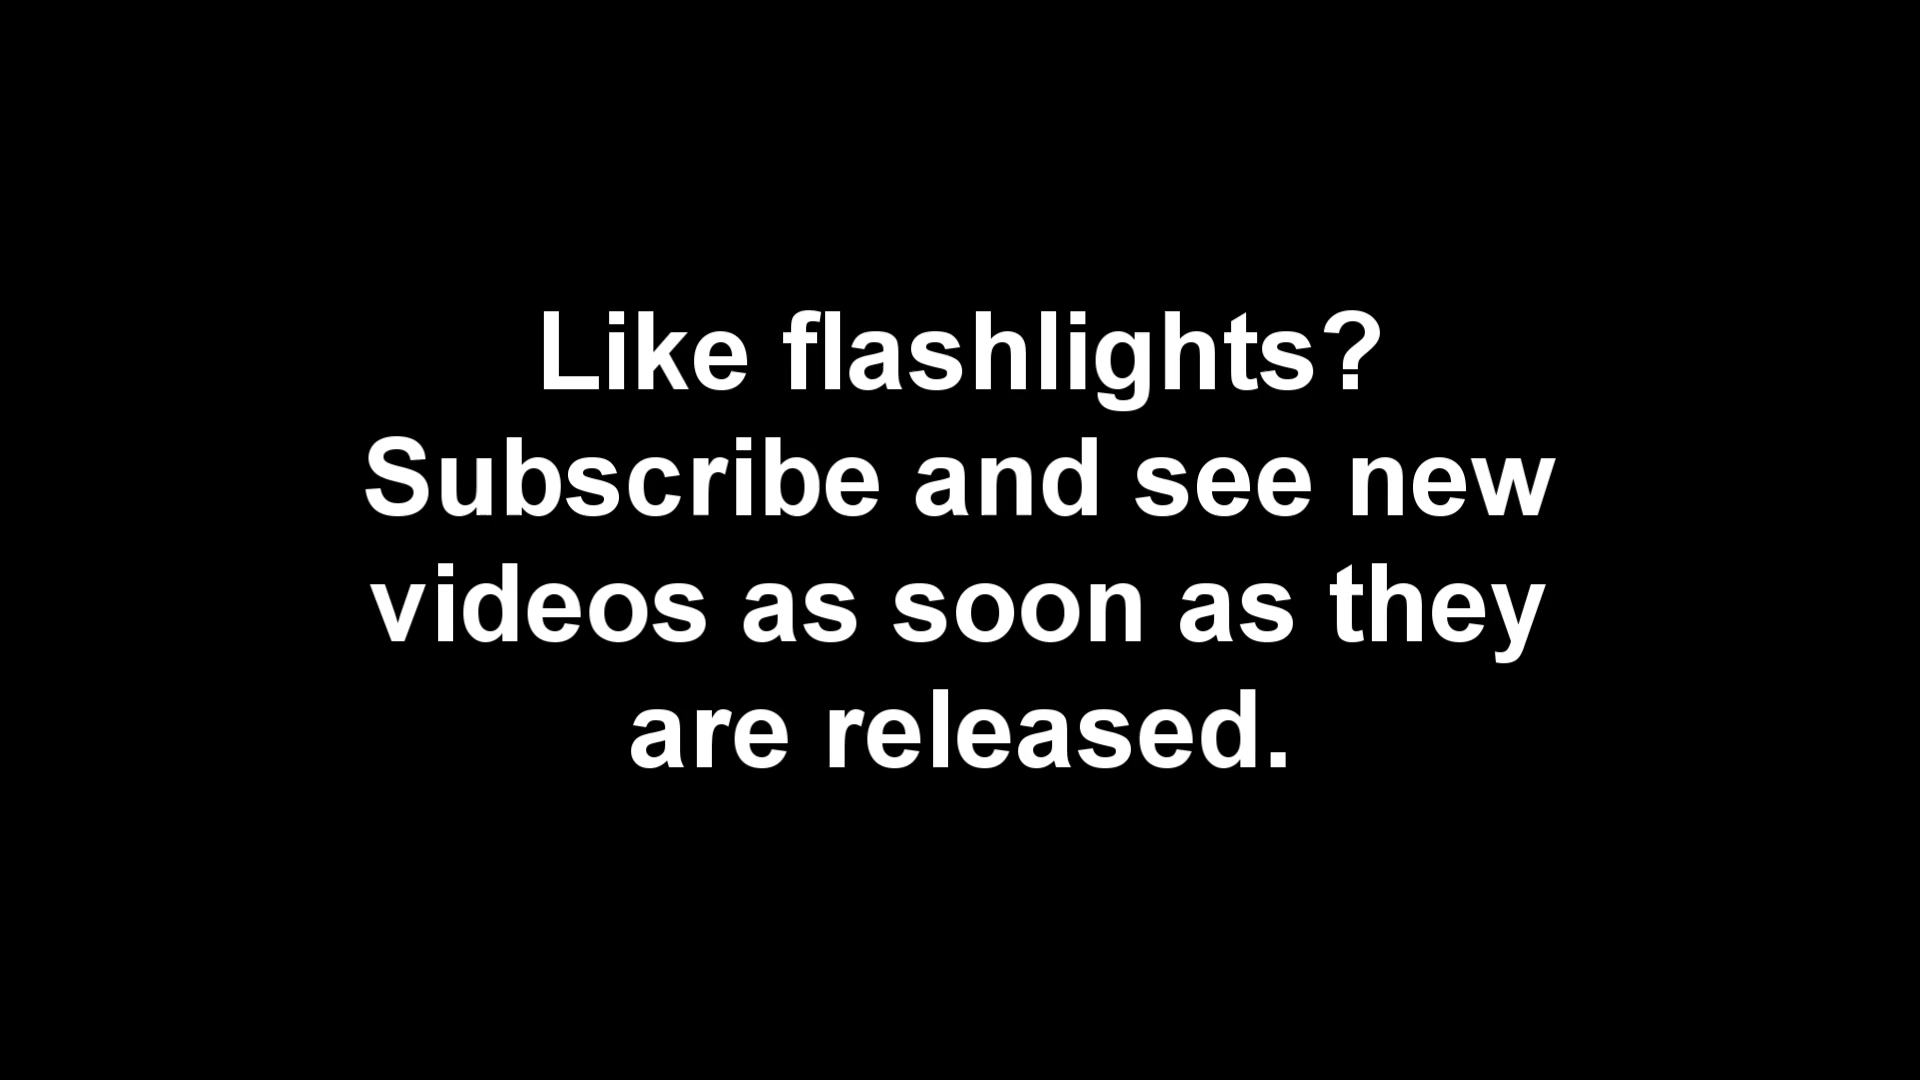 Like flashlights?
Subscribe and see new
videos as soon as they
are released.